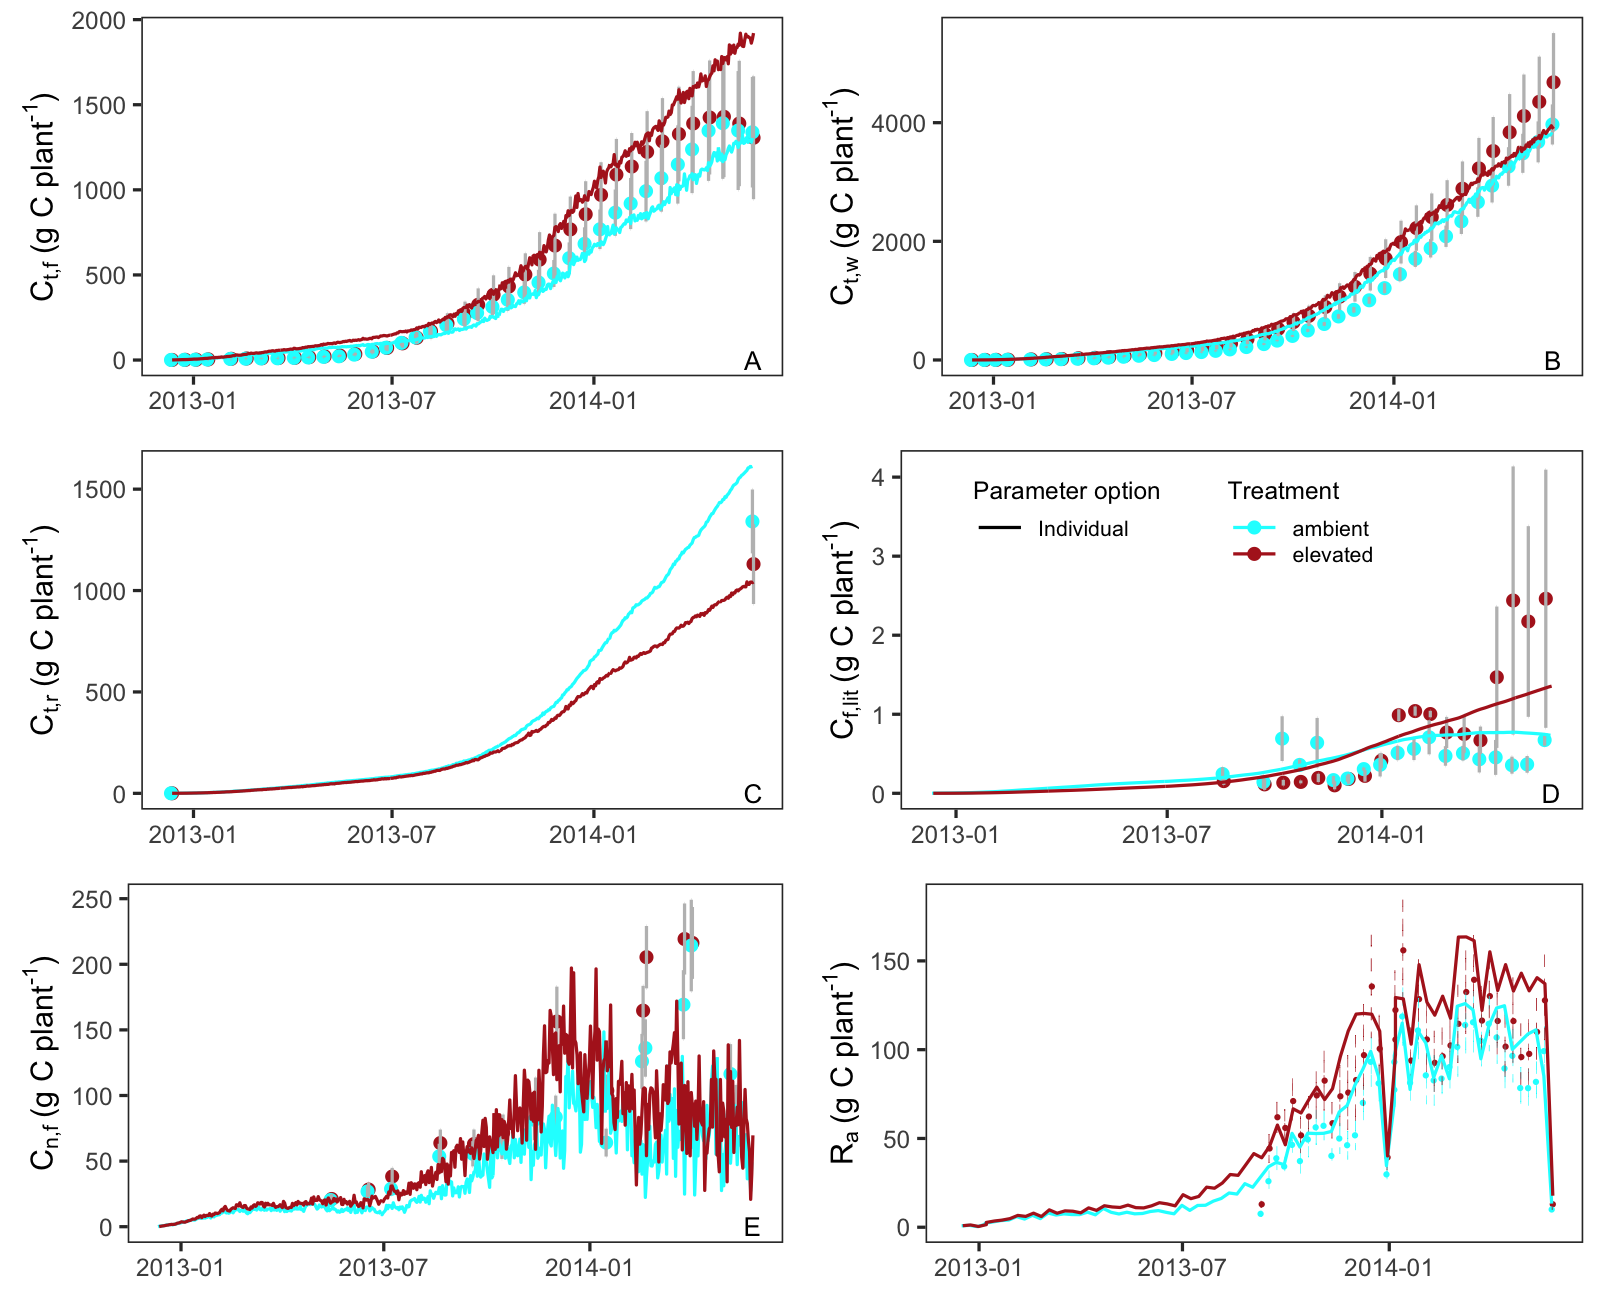 2000
1500
1000
500
0
C_{t,f} (g C plant^{-1})
2013-01 2013-07 2014-01
A
4000
2000
0
C_{t,w} (g C plant^{-1})
2013-01 2013-07 2014-01
B
1500
1000
500
0
C_{t,r} (g C plant^{-1})
2013-01 2013-07 2014-01
C
4
3
2
1
0
C_{f,lit} (g C plant^{-1})
Parameter option
Individual
Treatment
ambient
elevated
2013-01 2013-07 2014-01
D
250
200
150
100
50
0
C_{n,f} (g C plant^{-1})
2013-01 2013-07 2014-01
E
150
100
50
0
R_{a} (g C plant^{-1})
2013-01 2013-07 2014-01